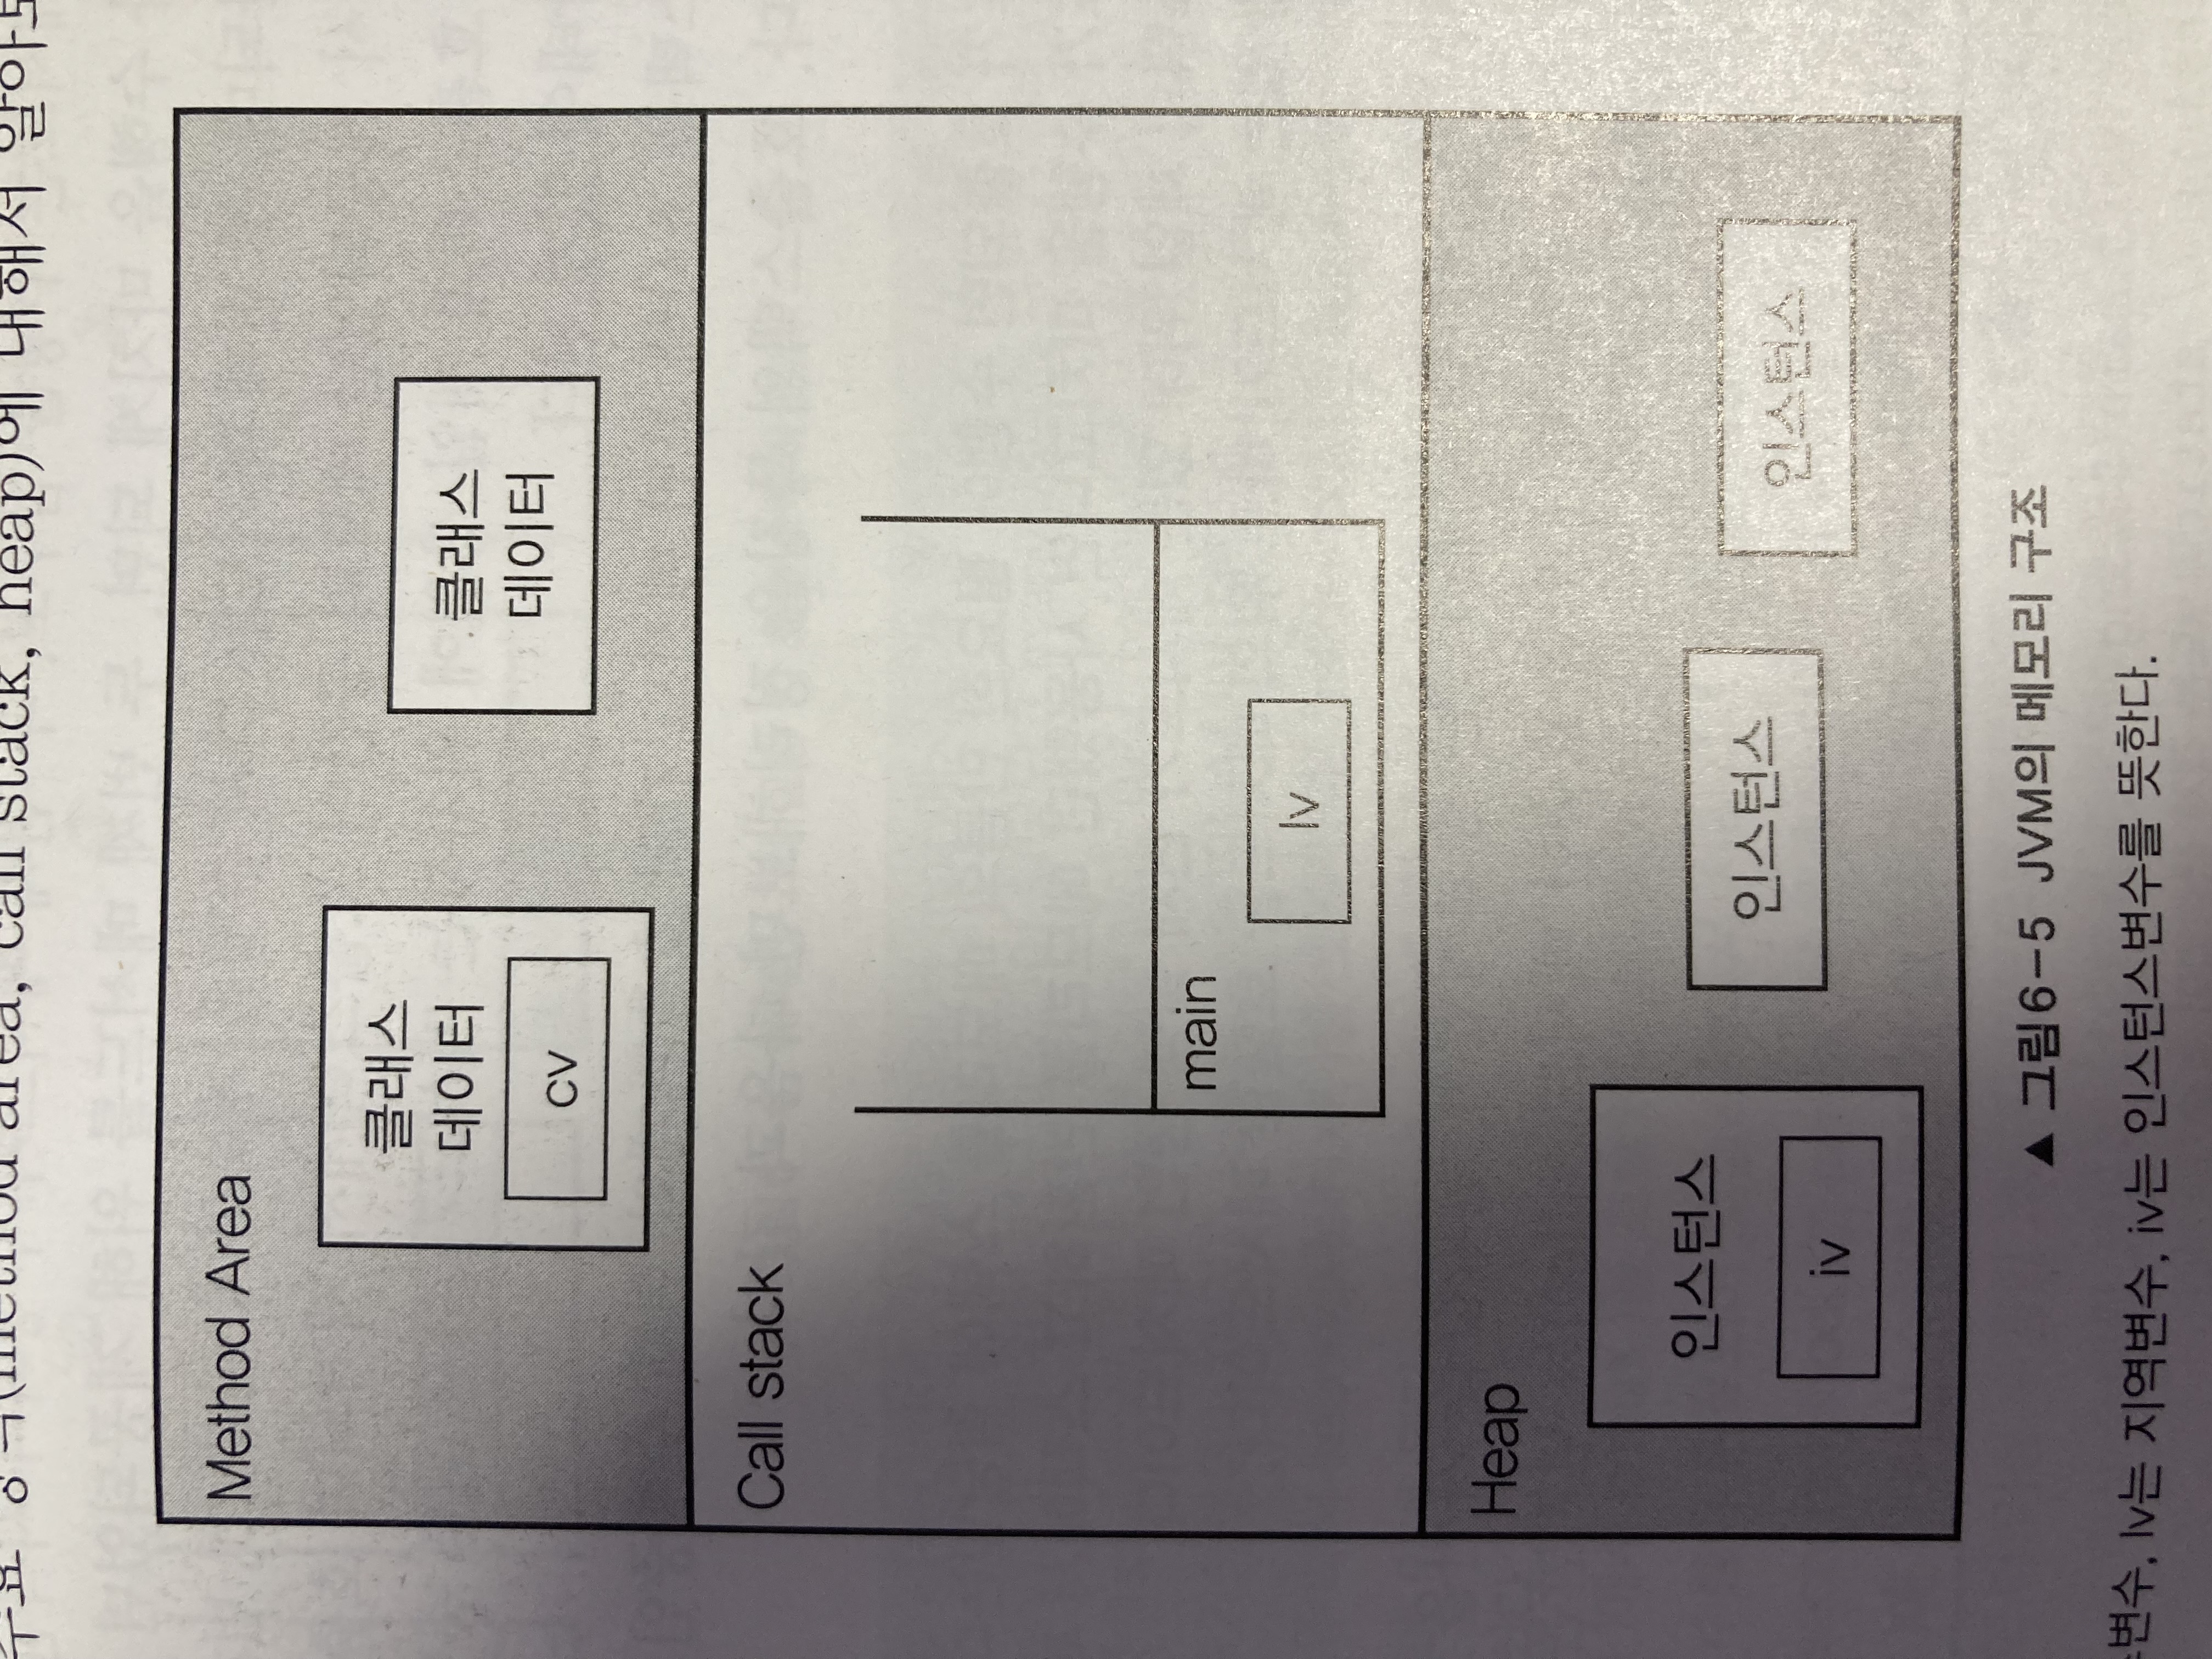 주요 영역(method area, call stack, heap)에 대해서 알아보
Method Area
클래스
데이터
cv
클래스
데이터
Call stack
main
lv
Heap
인스턴스
iv
인스턴스
인스턴스
▲ 그림6-5 JVM의 메모리 구조
변수, lv는 지역변수, iv는 인스턴스변수를 뜻한다.